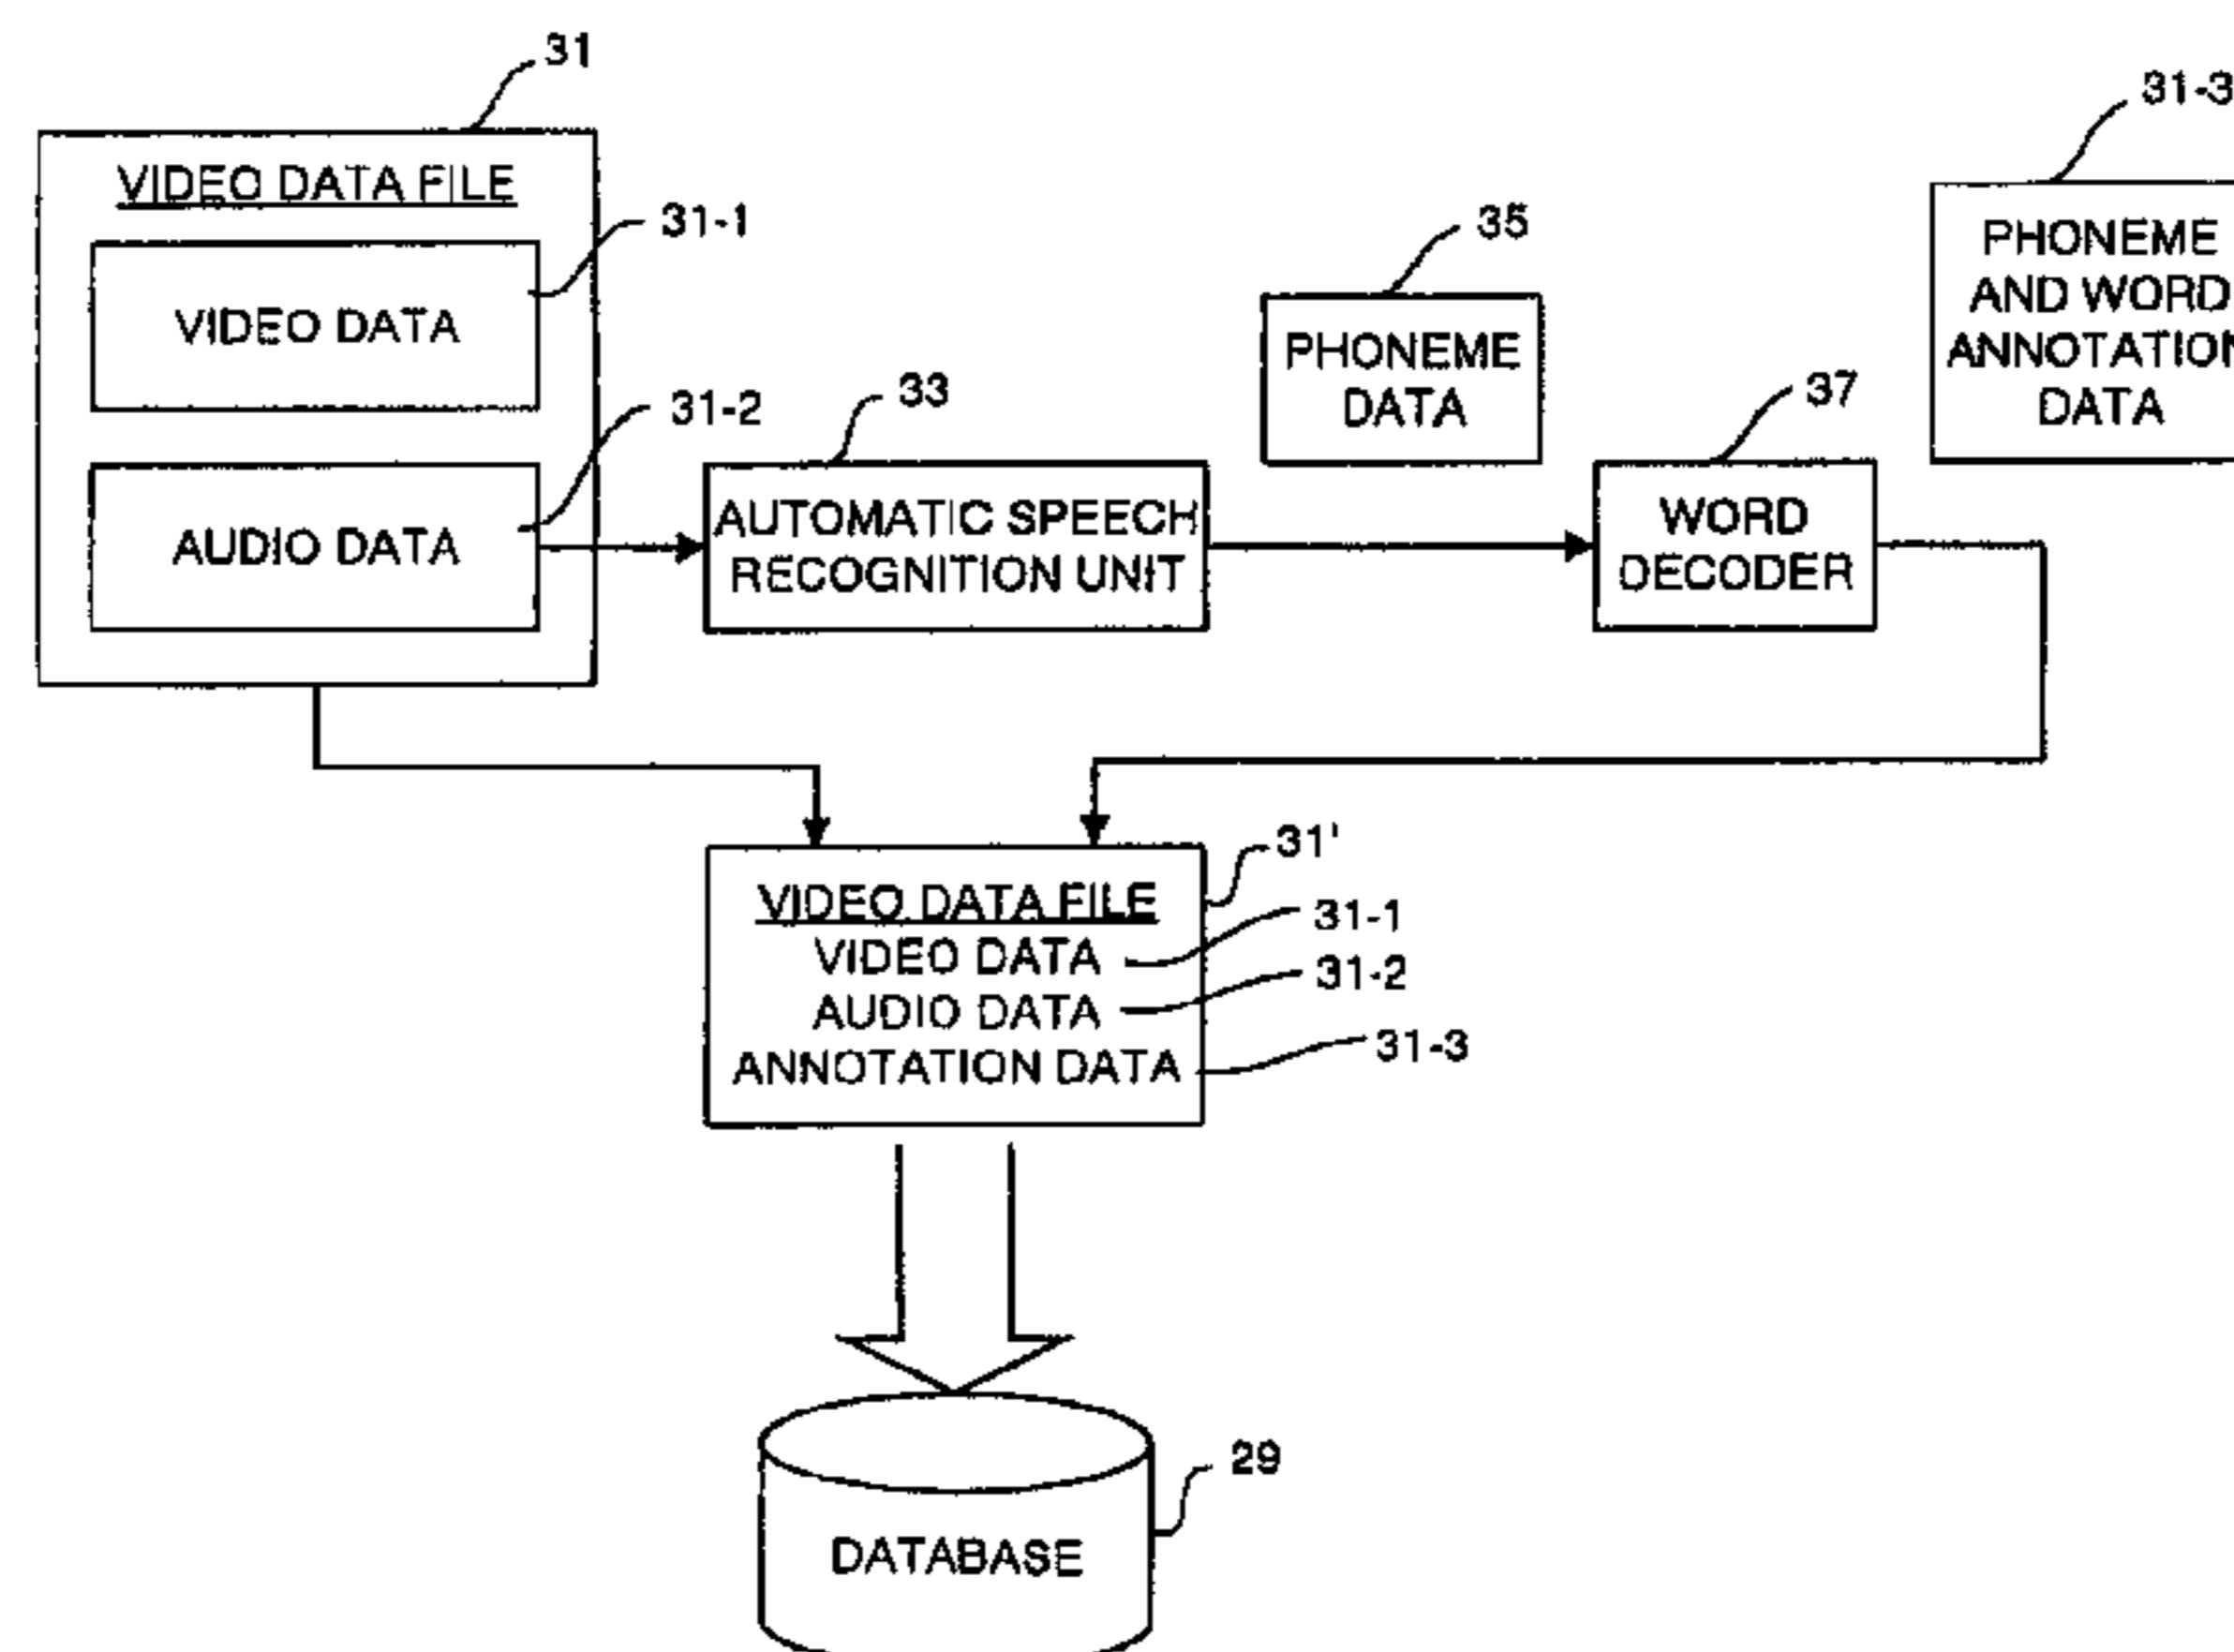 31
VIDEO DATA FILE
31-1
VIDEO DATA
31-2
AUDIO DATA
33
AUTOMATIC SPEECH
RECOGNITION UNIT
35
PHONEME
DATA
37
WORD
DECODER
31-3
PHONEME
AND WORD
ANNOTATION
DATA
31'
VIDEO DATA FILE
VIDEO DATA
31-1
AUDIO DATA
31-2
ANNOTATION DATA
31-3
29
DATABASE